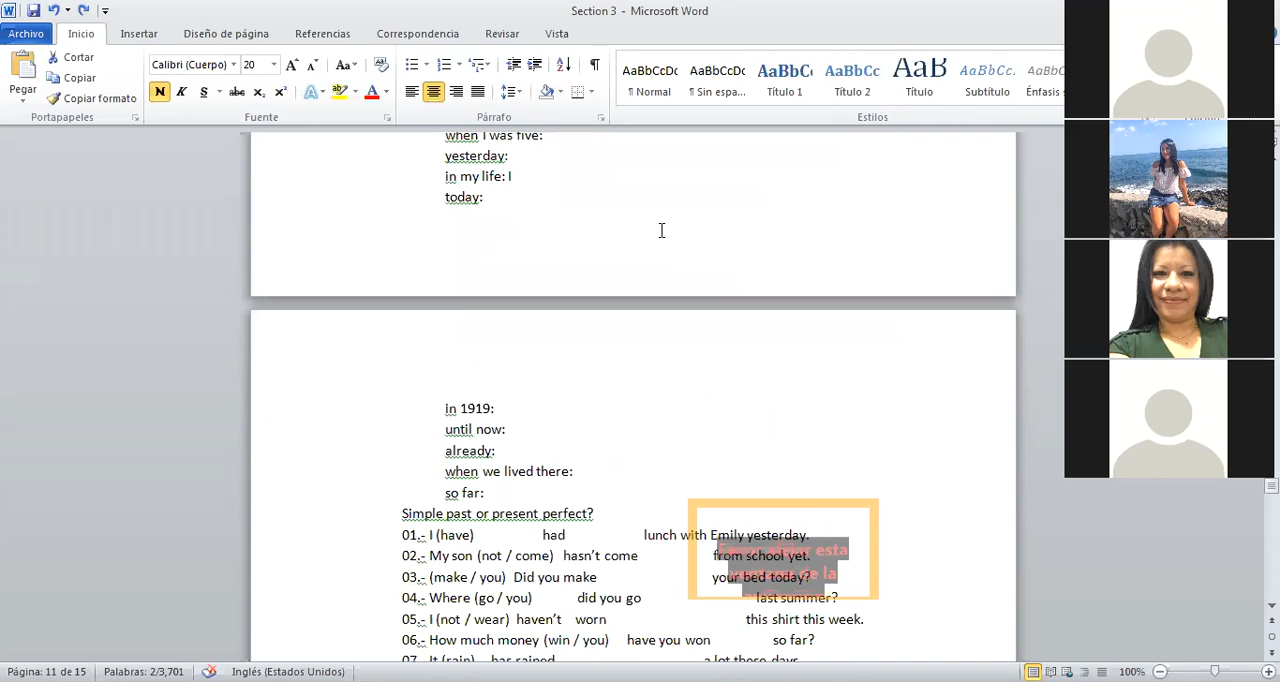 Section 3 - Microsoft Word
Archivo Inicio Insertar Diseño de página Referencias Correspondencia Revisar Vista
Pegar
Cortar
Copiar
Copiar formato
Portapapeles
Calibri (Cuerpo) 20
N K S abc x₂ x² A A
Fuente
Párrafo
AaBbCcDc AaBbCcDc AaBbC( AaBbCc AaB AaBbCc. AaBbC
¶ Normal ¶ Sin espa... Título 1 Título 2 Título Subtítulo Énfasis
Estilos
when I was five:
yesterday:
in my life: I
today:
in 1919:
until now:
already:
when we lived there:
so far:
Simple past or present perfect?
01.- I (have) had lunch with Emily yesterday.
02.- My son (not / come) hasn't come from school yet.
03.- (make / you) Did you make your bed today?
04.- Where (go / you) did you go last summer?
05.- I (not / wear) haven't worn this shirt this week.
06.- How much money (win / you) have you won so far?
07.- It (rain) has rained a lot these days
esta
ventana de la
Página: 11 de 15 Palabras: 2/3,701 Inglés (Estados Unidos) 100%